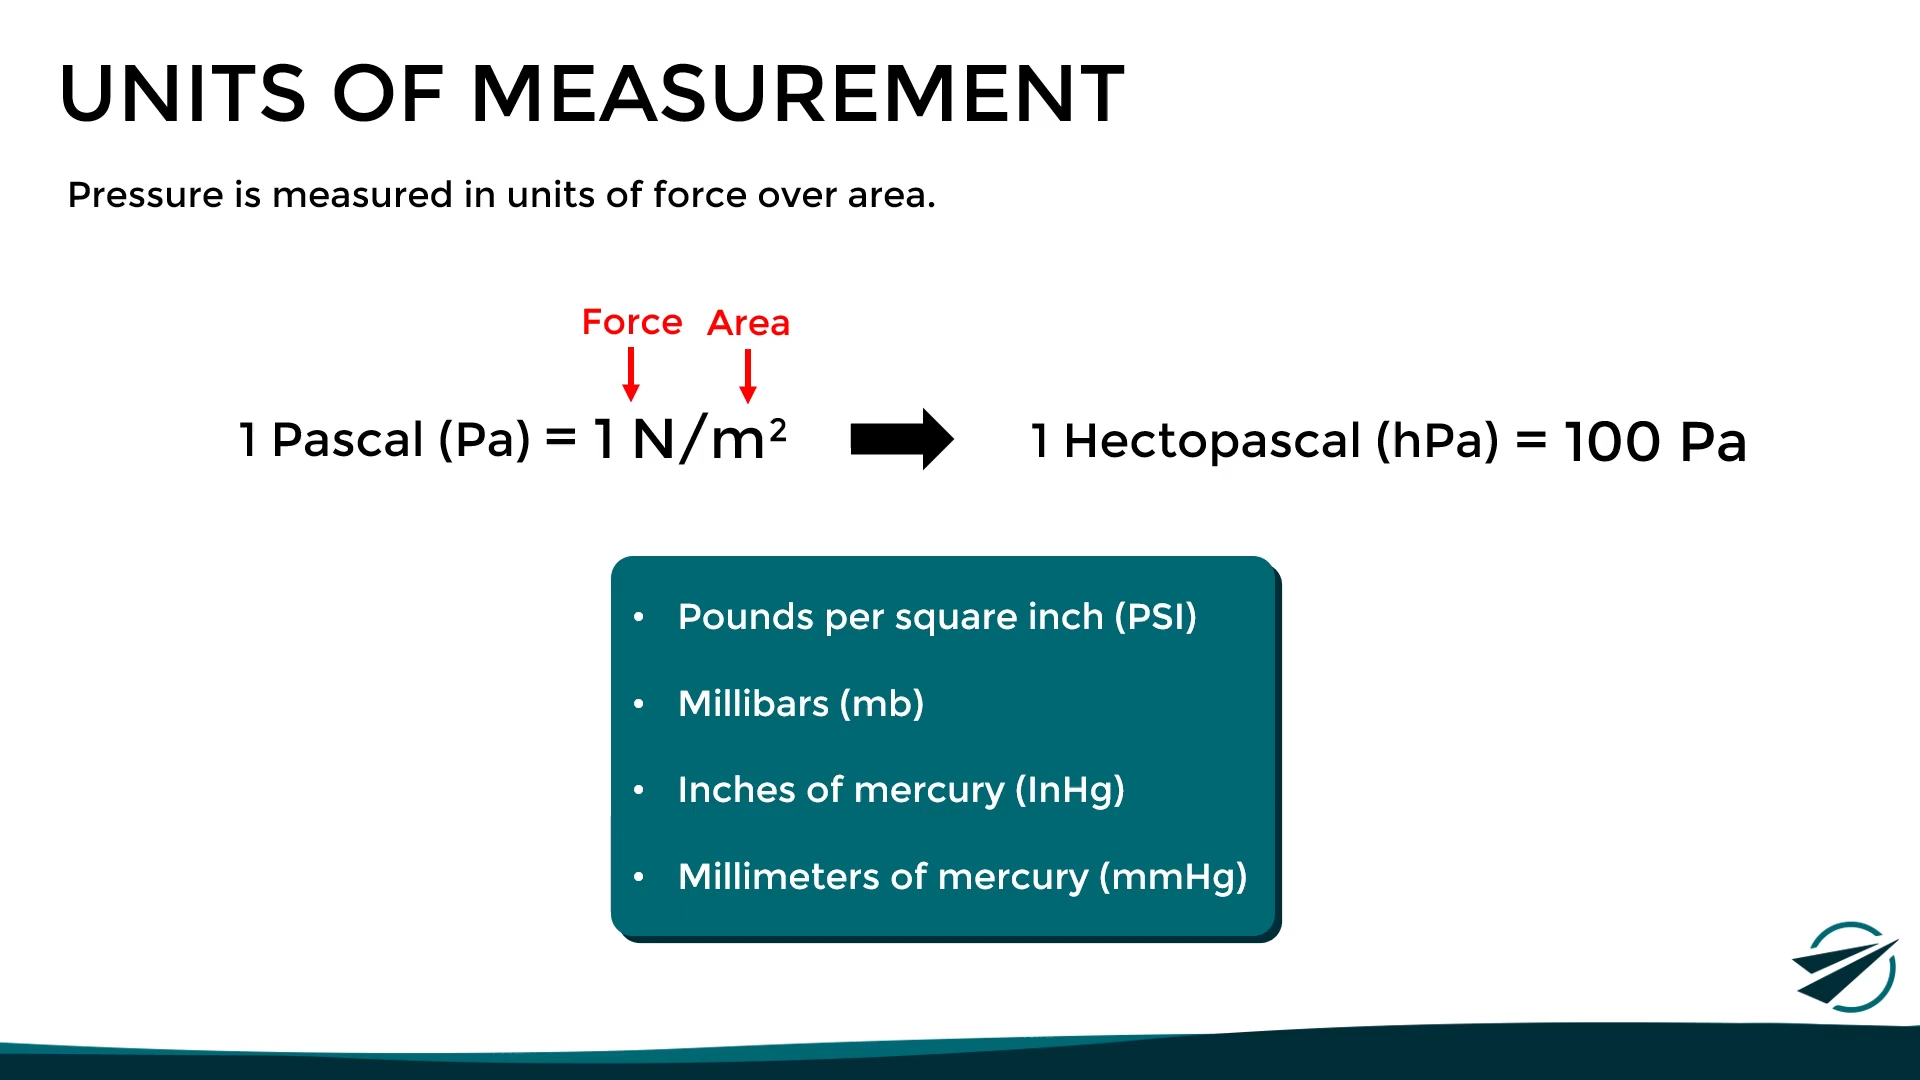 UNITS OF MEASUREMENT
Pressure is measured in units of force over area.
Force Area
1 Pascal (Pa) = 1 N/m² 1 Hectopascal (hPa) = 100 Pa
• Pounds per square inch (PSI)
• Millibars (mb)
• Inches of mercury (InHg)
• Millimeters of mercury (mmHg)